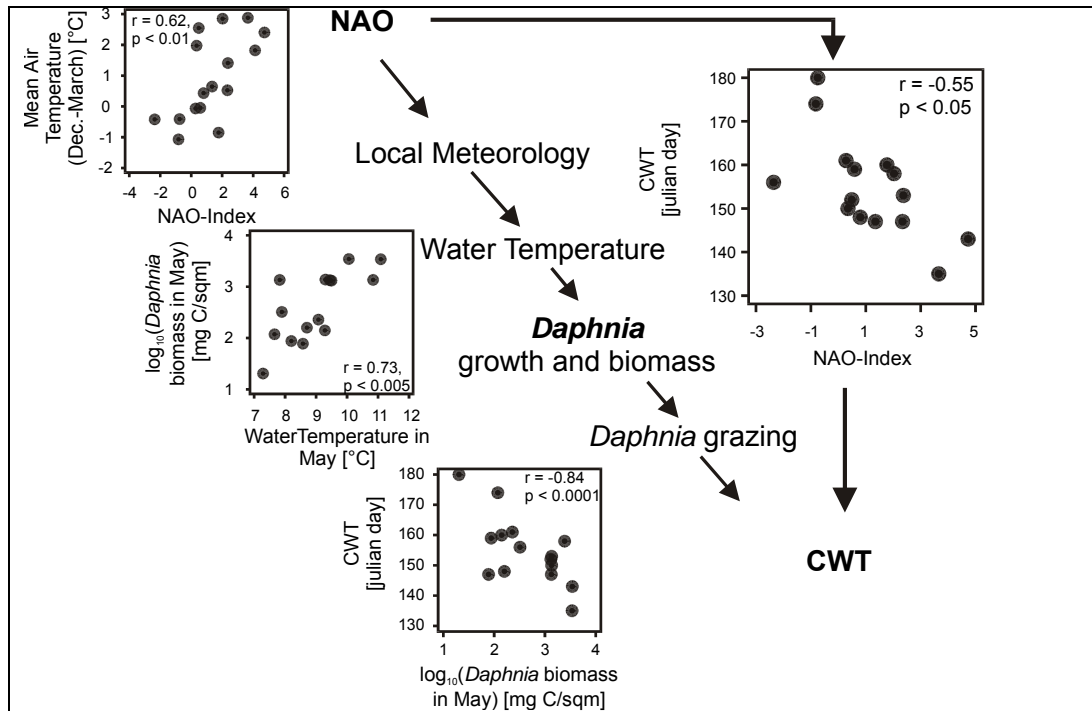 NAO
r = 0.62,
p < 0.01
Mean Air
Temperature
(Dec.-March) [°C]
3
2
1
0
-1
-2
-4 -2 0 2 4 6
NAO-Index
Local Meteorology
r = -0.55
p < 0.05
CWT
[julian day]
180
170
160
150
140
130
-3 -1 1 3 5
NAO-Index
Water Temperature
log₁₀(Daphnia
biomass in May)
[mg C/sqm]
4
3
2
1
r = 0.73,
p < 0.005
7 8 9 10 11 12
WaterTemperature in
May [°C]
Daphnia
growth and biomass
Daphnia grazing
r = -0.84
p < 0.0001
CWT
[julian day]
180
170
160
150
140
130
1 2 3 4
log₁₀(Daphnia biomass
in May) [mg C/sqm]
CWT